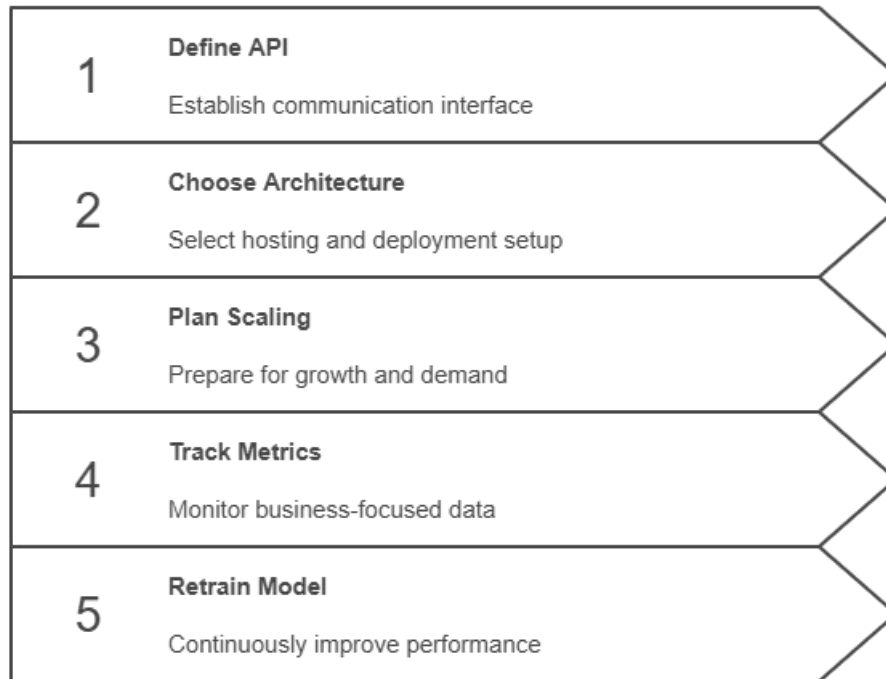 1
Define API
Establish communication interface
2
Choose Architecture
Select hosting and deployment setup
3
Plan Scaling
Prepare for growth and demand
4
Track Metrics
Monitor business-focused data
5
Retrain Model
Continuously improve performance